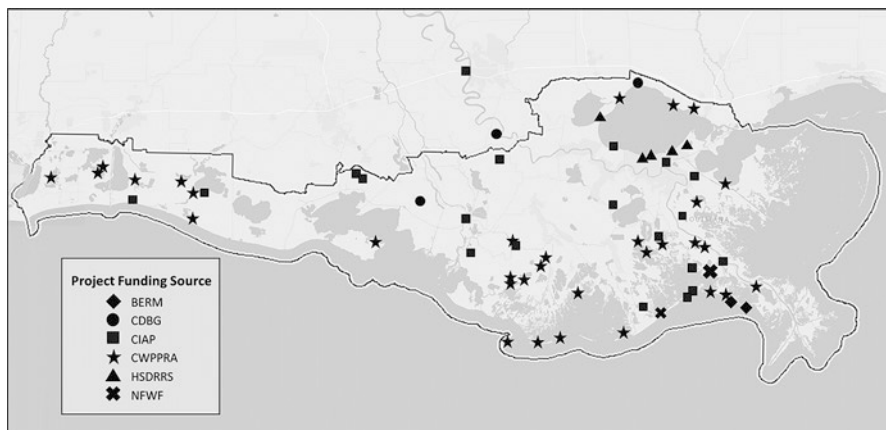 Project Funding Source
BERM
CDBG
CIAP
CWPPRA
HSDRRS
NFWF